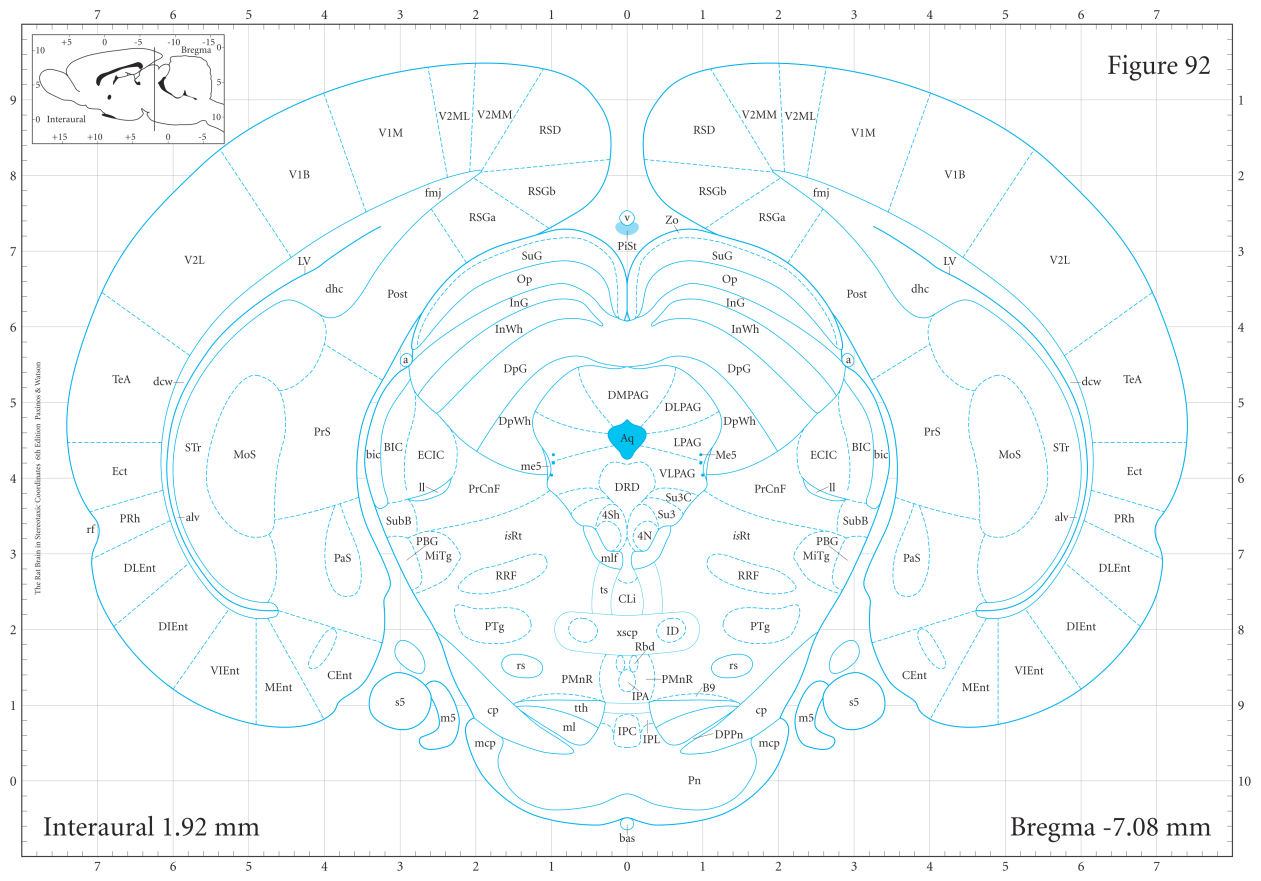 7 6 5 4 3 2 1 0 1 2 3 4 5 6 7
+5 0 -5 -10 -15
Bregma
10 0
5 5
0 Interaural 10
+15 +10 +5 0 -5
Figure 92
9 1
V1M V2ML V2MM RSD RSD V2MM V2ML V1M
8 V1B V1B 2
fmj RSGb RSGb fmj
RSGa v Zo RSGa
7 PiSt 3
V2L LV SuG SuG LV V2L
dhc Post Op Op Post dhc
InG InG
6 InWh InWh 4
a a
TeA dcw DpG DpG dcw TeA
5 DMPAG 5
DLPAG
DpWh DpWh
PrS Aq LPAG PrS
STr MoS bic BIC ECIC Me5 ECIC BIC bic MoS STr
Ect me5 VLPAG Ect
4 ll PrCnF DRD PrCnF ll 6
Su3C
rf PRh alv SubB 4Sh Su3 SubB alv PRh
isRt 4N isRt
PBG PBG
3 PaS MiTg mlf MiTg PaS 7
DLEnt RRF RRF DLEnt
ts CLi
2 DIEnt PTg xscp ID PTg DIEnt 8
Rbd
VIEnt rs rs VIEnt
MEnt CEnt PMnR PMnR CEnt MEnt
IPA B9
1 s5 m5 cp tth cp m5 s5 9
ml IPC IPL DPPn
mcp mcp
0 Pn 10
bas
Interaural 1.92 mm Bregma -7.08 mm
7 6 5 4 3 2 1 0 1 2 3 4 5 6 7
The Rat Brain in Stereotaxic Coordinates 6th Edition Paxinos & Watson